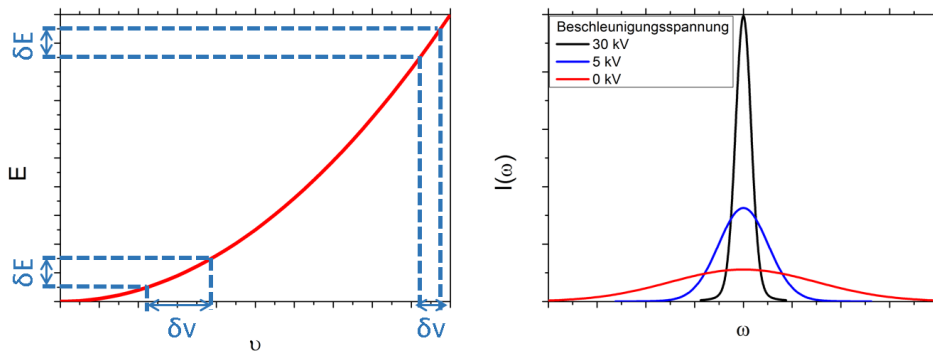 δE
E
δE
δv
υ
δv
Beschleunigungsspannung
30 kV
5 kV
0 kV
I(ω)
ω